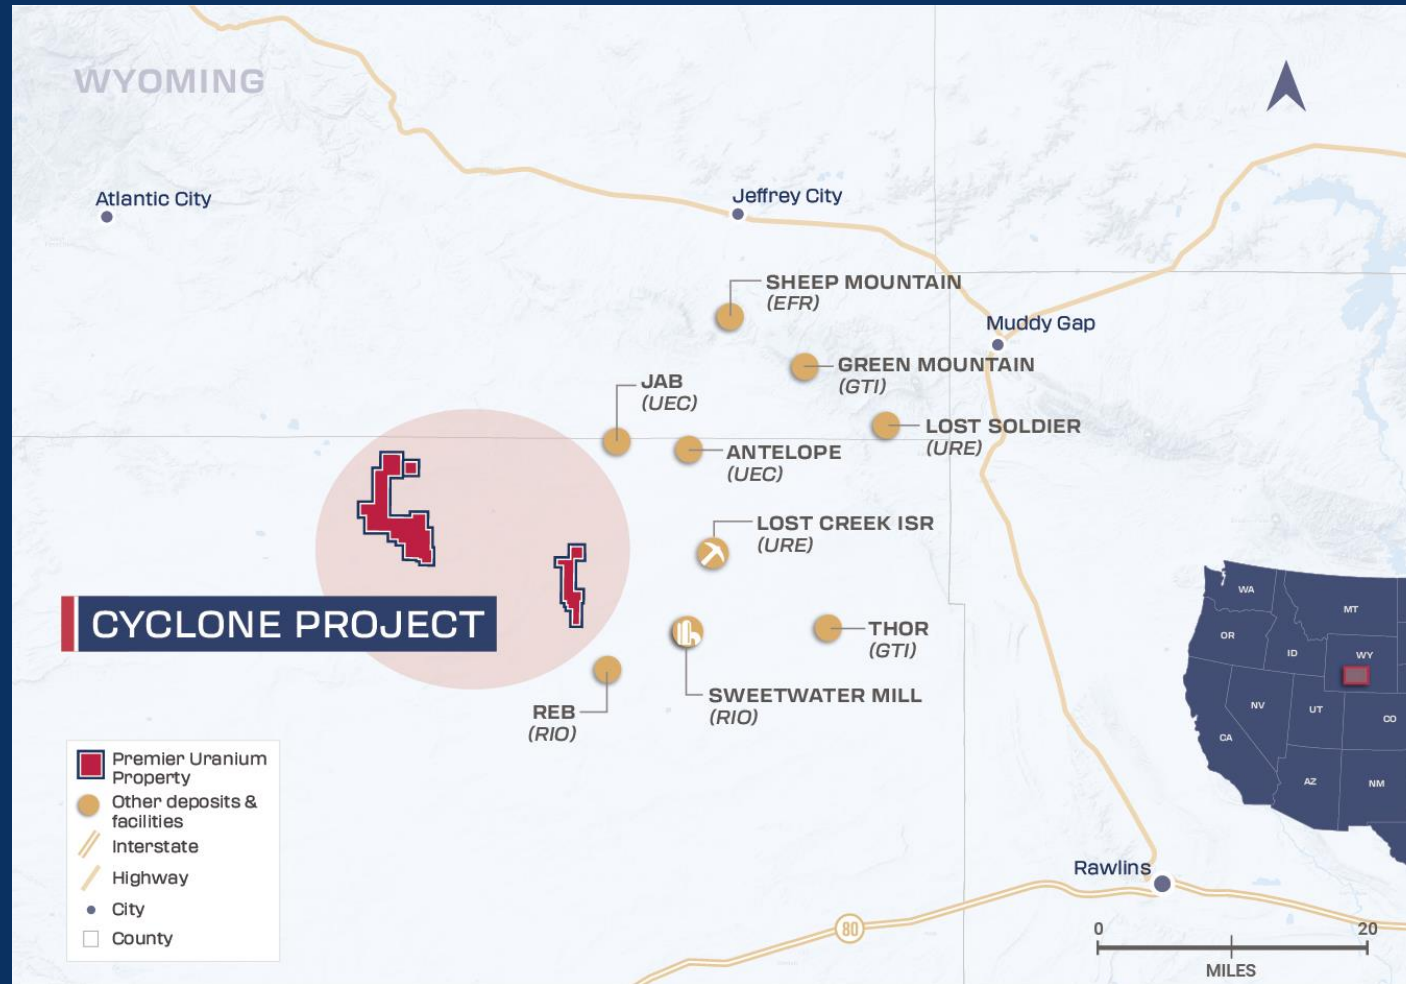 WYOMING
Atlantic City
Jeffrey City
SHEEP MOUNTAIN
(EFR)
Muddy Gap
GREEN MOUNTAIN
(GTI)
JAB
(UEC)
LOST SOLDIER
(URE)
ANTELOPE
(UEC)
LOST CREEK ISR
(URE)
CYCLONE PROJECT
THOR
(GTI)
SWEETWATER MILL
(RIO)
REB
(RIO)
WA
MT
OR
ID
WY
NV
UT
CO
CA
AZ
NM
Premier Uranium
Property
Other deposits &
facilities
Interstate
Highway
City
County
Rawlins
80
0
20
MILES